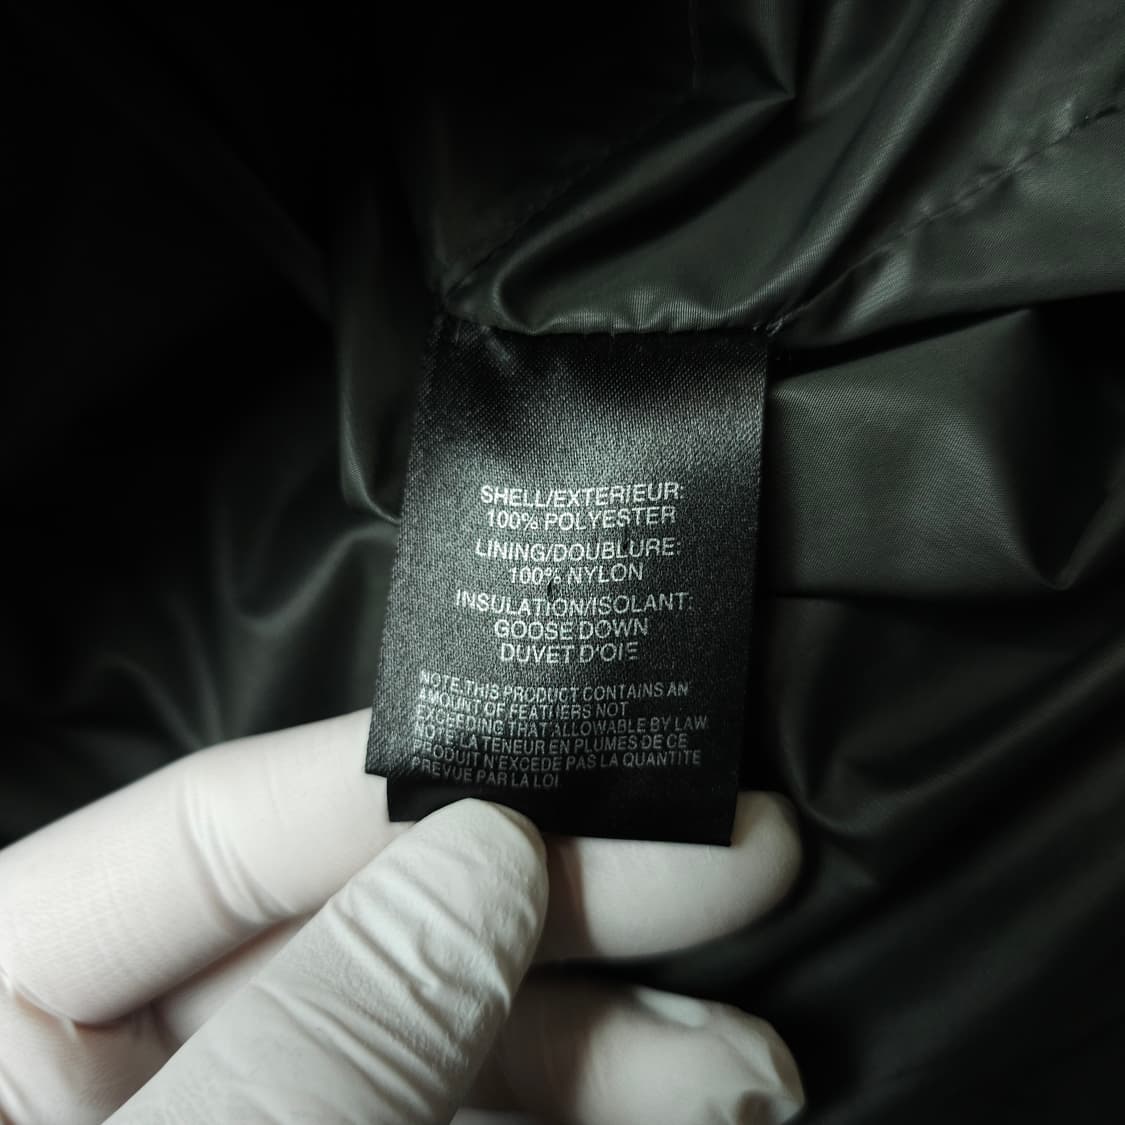 SHELL/EXTERIEUR:
100% POLYESTER
LINING/DOUBLURE:
100% NYLON
INSULATION/ISOLANT:
GOOSE DOWN
DUVET D'OIE
NOTE.THIS PRODUCT CONTAINS AN
AMOUNT OF FEATHERS NOT
EXCEEDING THAT ALLOWABLE BY LAW
NOTE LA TENEUR EN PLUMES DE CE
PRODUIT N'EXCEDE PAS LA QUANTITE
PREVUE PAR LA LOI